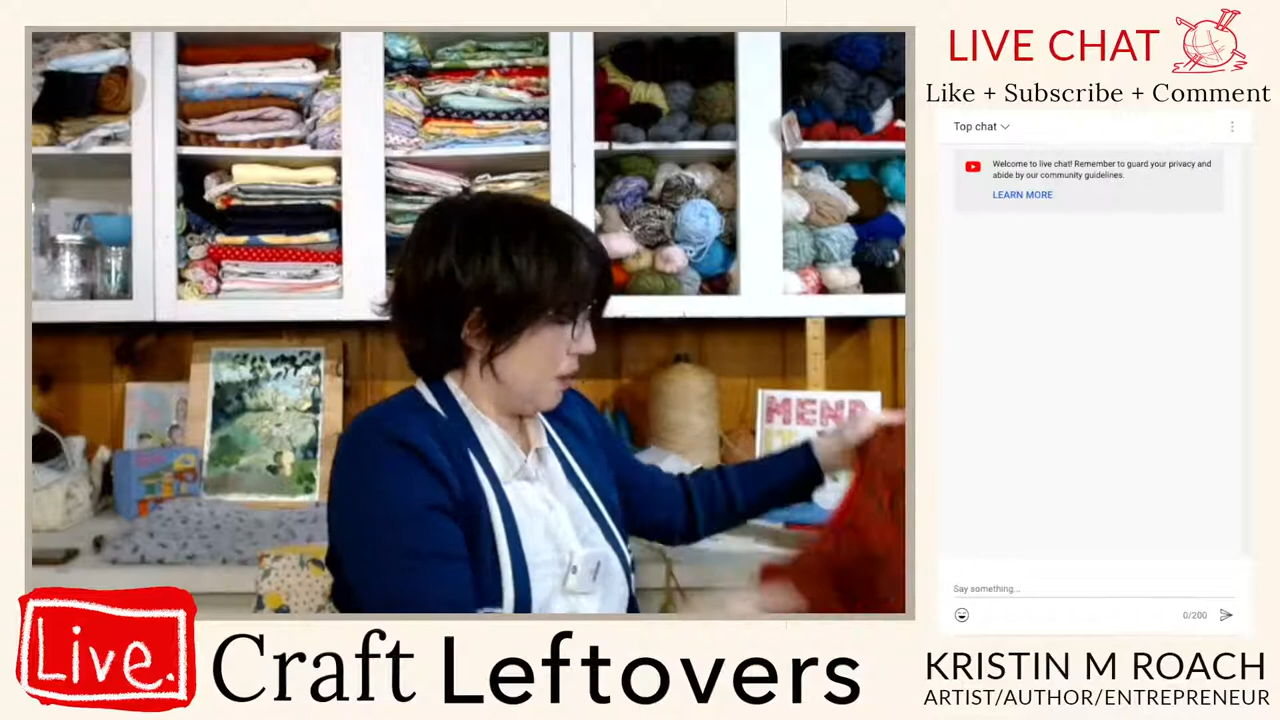 LIVE CHAT
Like + Subscribe + Comment
Top chat
Welcome to live chat! Remember to guard your privacy and
abide by our community guidelines.
LEARN MORE
MEND
Say something...
0/200
Live.
Craft Leftovers
KRISTIN M ROACH
ARTIST/AUTHOR/ENTREPRENEUR